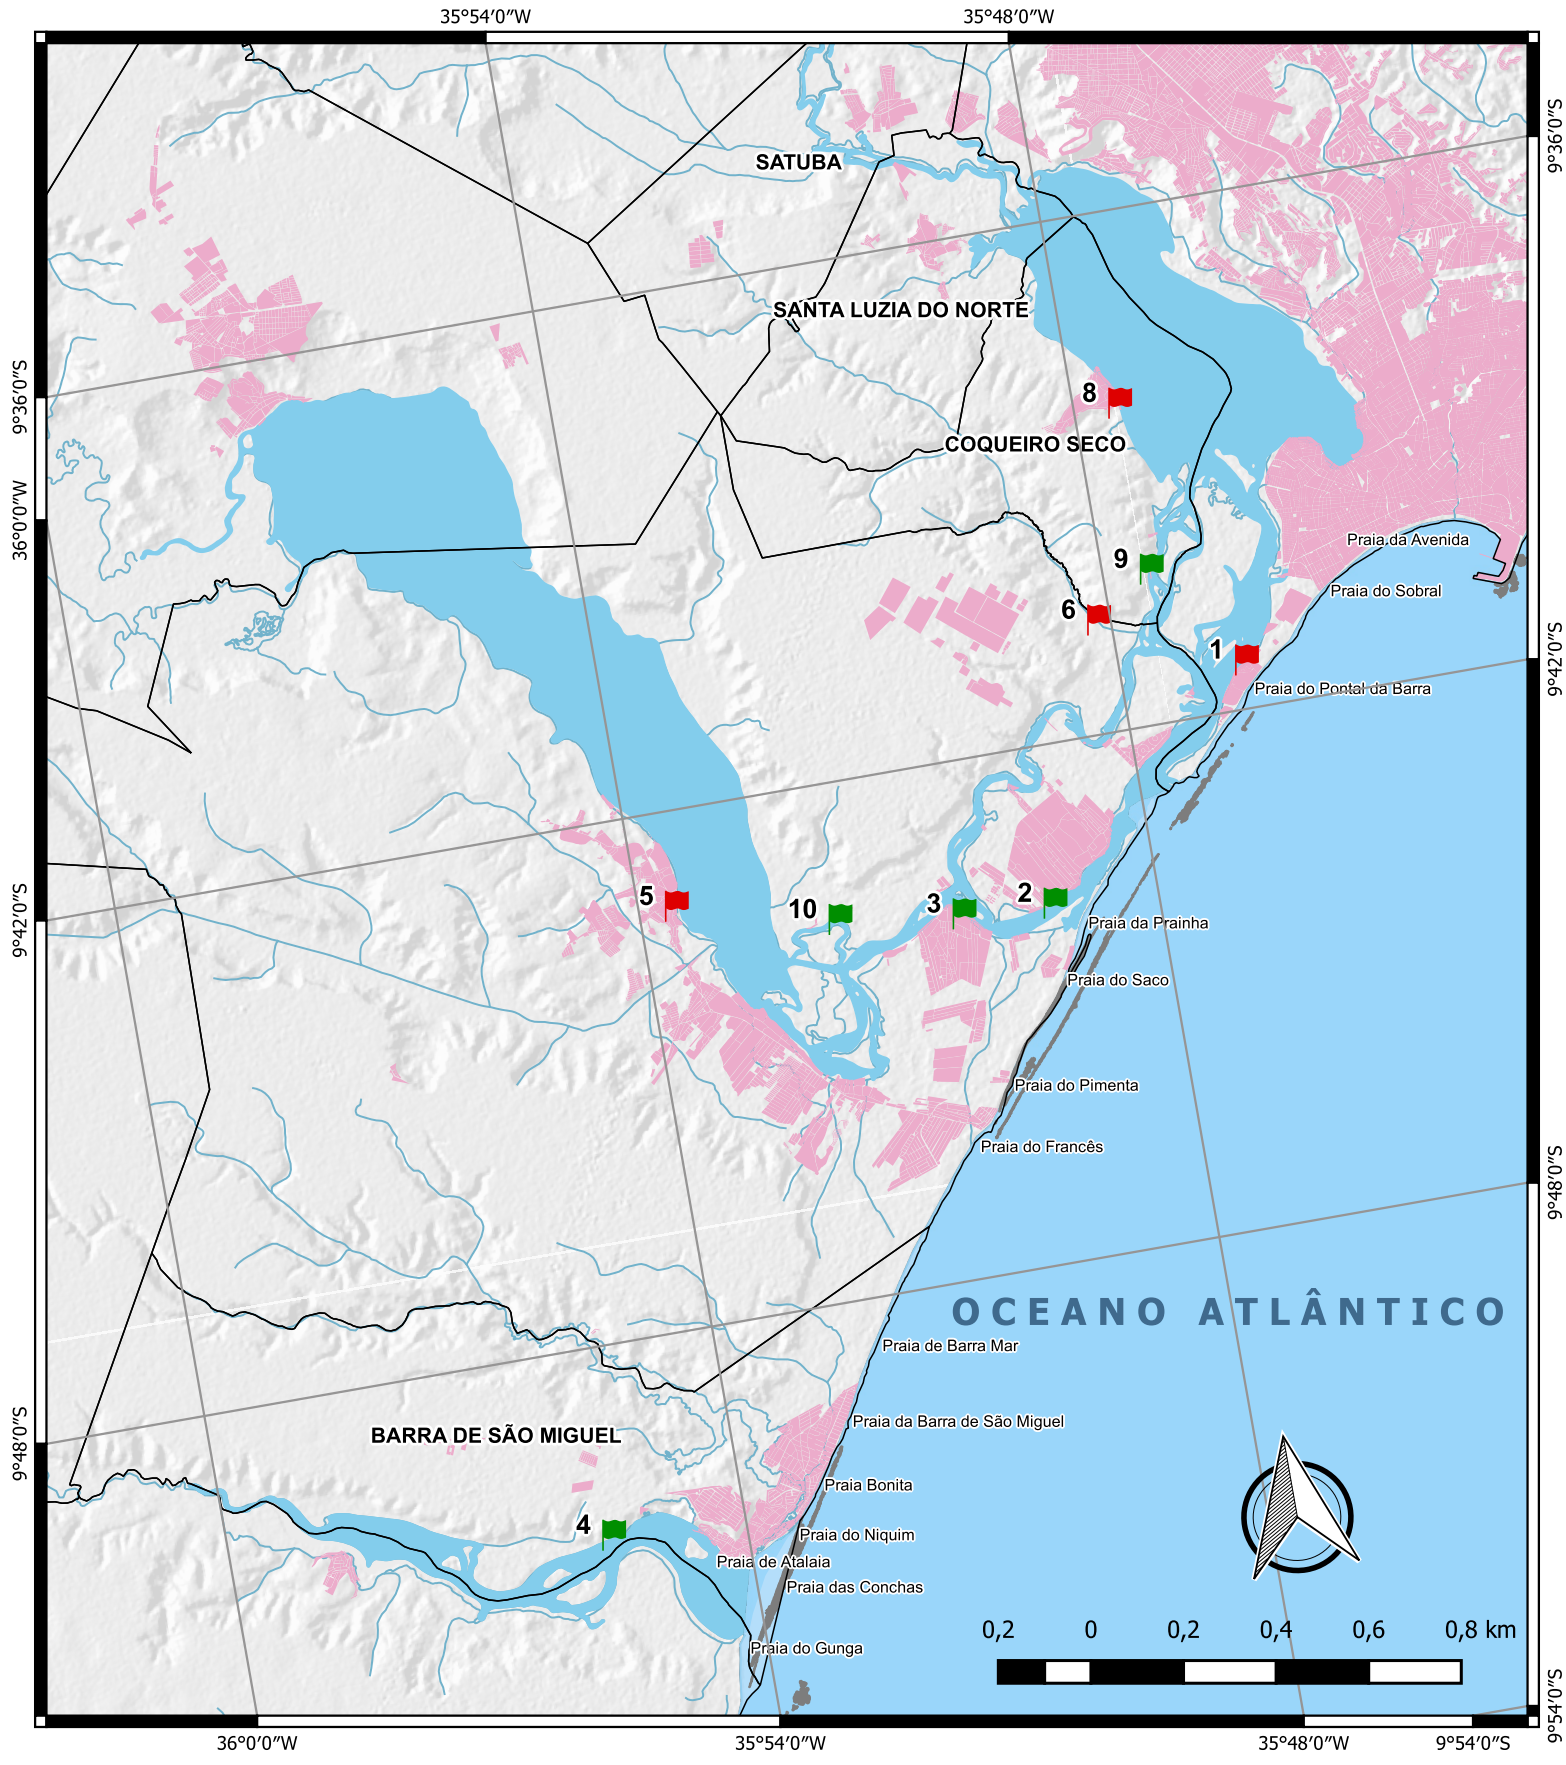 35°54′0″W 35°48′0″W
9°36′0″S
SATUBA
SANTA LUZIA DO NORTE
9°36′0″S
8
COQUEIRO SECO
36°0′0″W
Praia da Avenida
9
Praia do Sobral
6
1
9°42′0″S
Praia do Pontal da Barra
5
10
3
2
9°42′0″S
Praia da Prainha
Praia do Saco
Praia do Pimenta
Praia do Francês
9°48′0″S
OCEANO ATLÂNTICO
Praia de Barra Mar
Praia da Barra de São Miguel
BARRA DE SÃO MIGUEL
9°48′0″S
Praia Bonita
4
Praia do Niquim
Praia de Atalaia
Praia das Conchas
0,2 0 0,2 0,4 0,6 0,8 km
Praia do Gunga
9°54′0″S
36°0′0″W 35°54′0″W 35°48′0″W 9°54′0″S